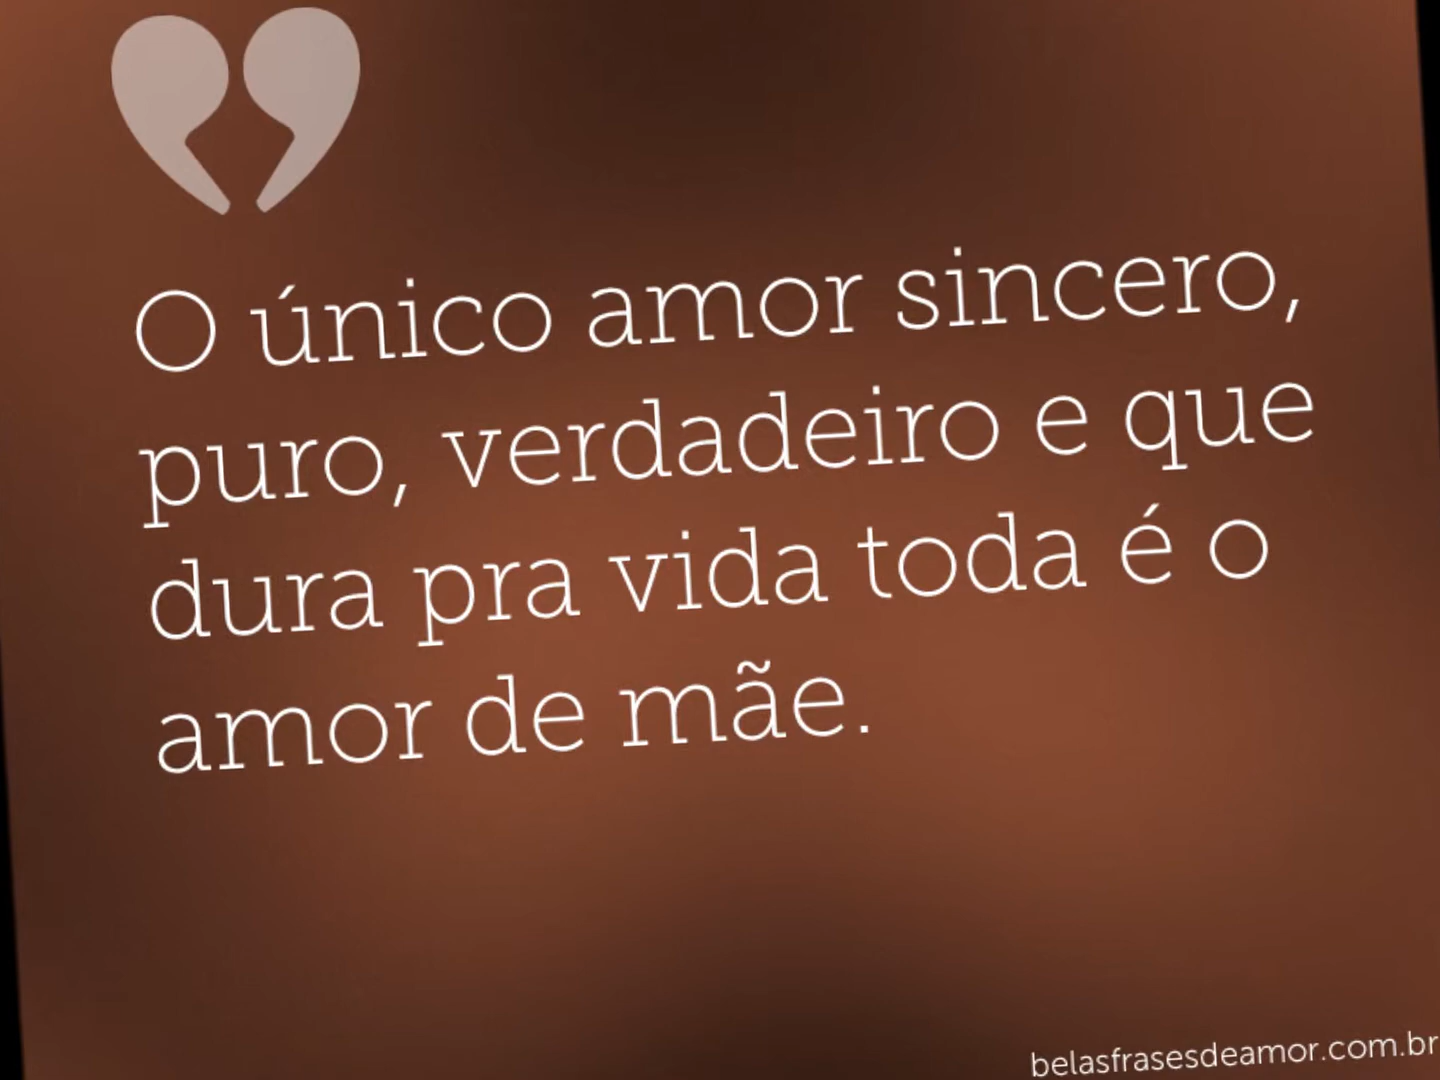 O único amor sincero,
puro, verdadeiro e que
dura pra vida toda é o
amor de mãe.
belasfrasesdeamor.com.br